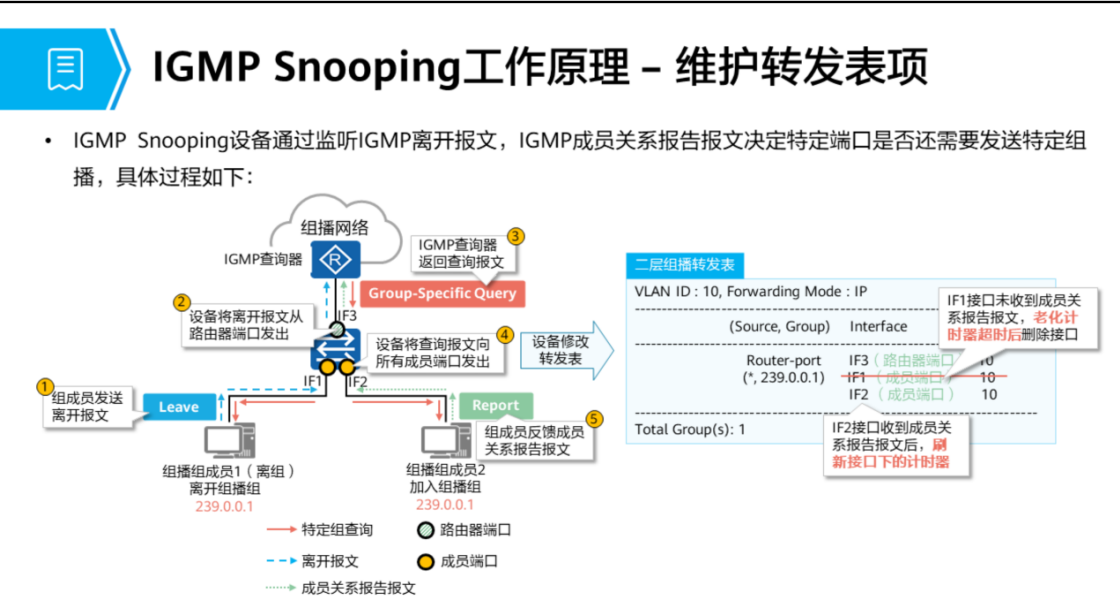 IGMP Snooping工作原理 – 维护转发表项
• IGMP Snooping设备通过监听IGMP离开报文，IGMP成员关系报告报文决定特定端口是否还需要发送特定组
播，具体过程如下：
组播网络
IGMP查询器
R
3
IGMP查询器
返回查询报文
Group-Specific Query
2
设备将离开报文从
路由器端口发出
IF3
4
设备将查询报文向
所有成员端口发出
IF1
IF2
1
组成员发送
离开报文
Leave
Report
5
组成员反馈成员
关系报告报文
组播组成员1（离组）
离开组播组
239.0.0.1
组播组成员2
加入组播组
239.0.0.1
特定组查询
路由器端口
离开报文
成员端口
成员关系报告报文
设备修改
转发表
二层组播转发表
VLAN ID : 10, Forwarding Mode : IP
(Source, Group) Interface
Router-port IF3（路由器端口 10
(*, 239.0.0.1) IF1（成员端口 10
IF2（成员端口） 10
Total Group(s): 1
IF1接口未收到成员关
系报告报文，老化计
时器超时后删除接口
IF2接口收到成员关
系报告报文后，刷
新接口下的计时器